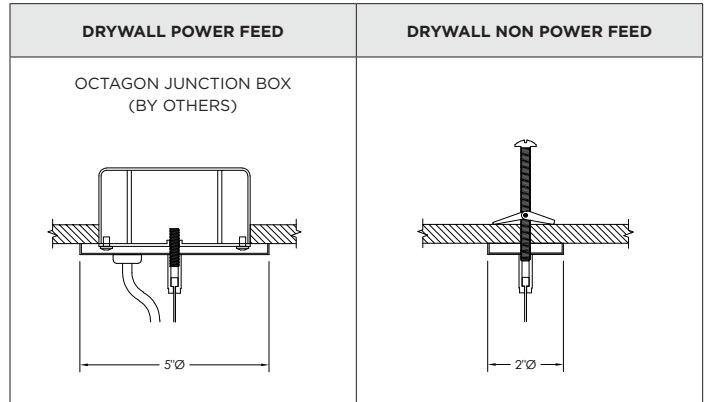 DRYWALL POWER FEED
DRYWALL NON POWER FEED
OCTAGON JUNCTION BOX
(BY OTHERS)
5"Ø
2"Ø